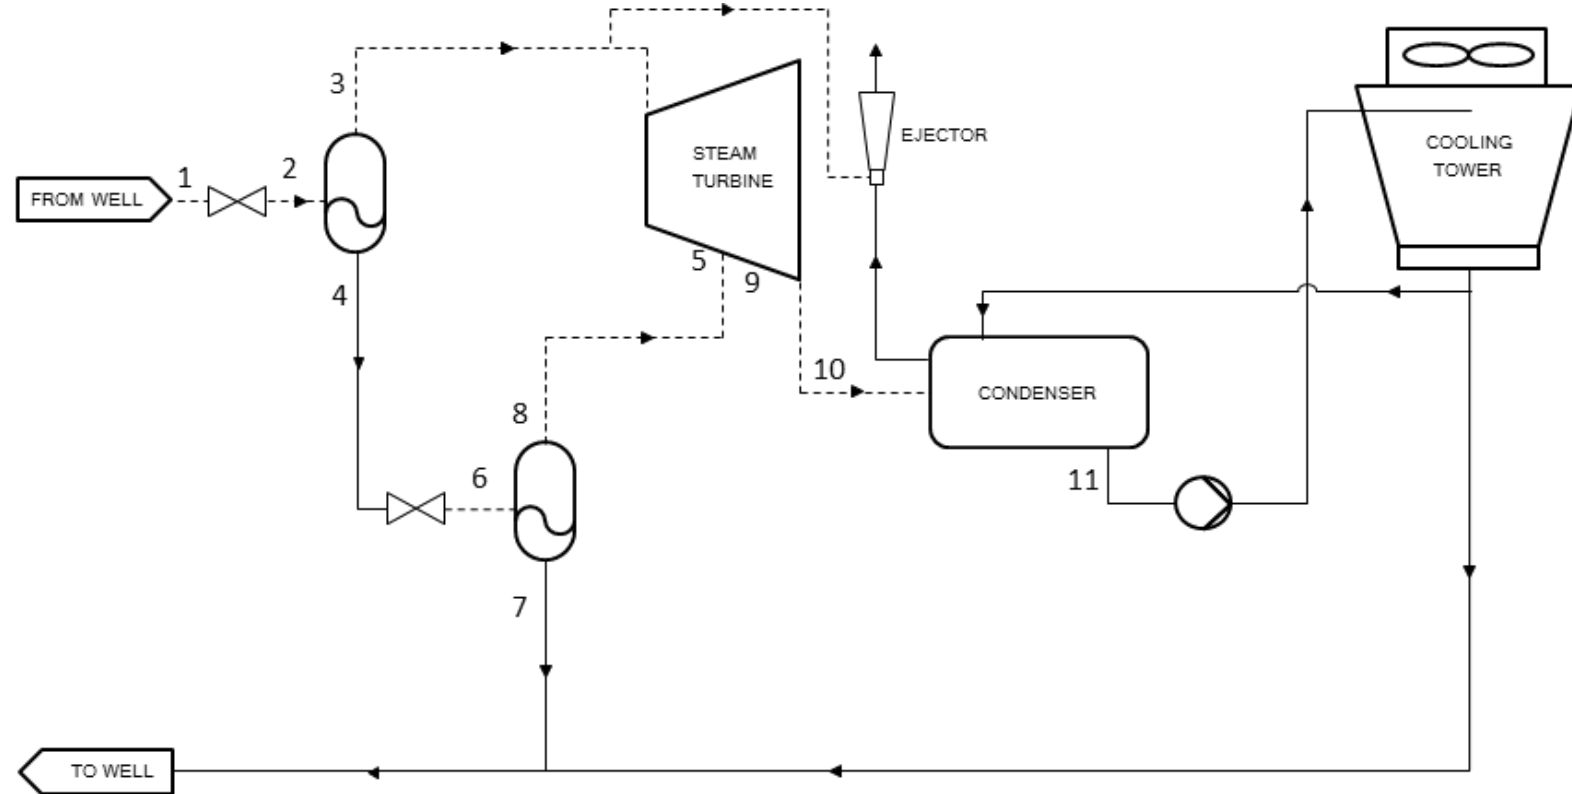 3
EJECTOR
COOLING
TOWER
STEAM
TURBINE
1
2
FROM WELL
5
9
4
10
CONDENSER
8
6
11
7
TO WELL